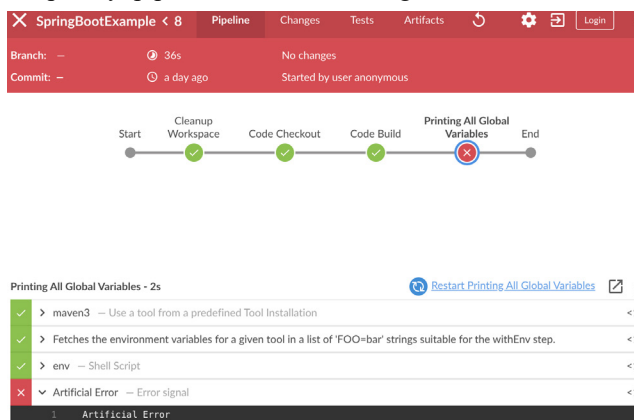 SpringBootExample < 8 Pipeline Changes Tests Artifacts Login
Branch: — 36s No changes
Commit: — a day ago Started by user anonymous
Start Cleanup Workspace Code Checkout Code Build Printing All Global Variables End
Printing All Global Variables - 2s Restart Printing All Global Variables
maven3 — Use a tool from a predefined Tool Installation <
Fetches the environment variables for a given tool in a list of 'FOO=bar' strings suitable for the withEnv step. <
env — Shell Script <
Artificial Error — Error signal <
1 Artificial Error